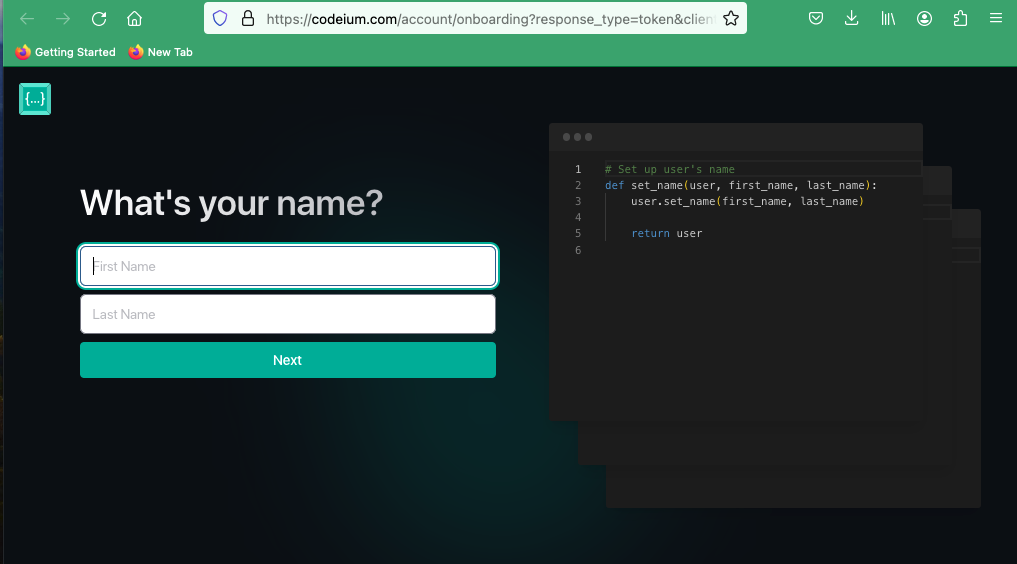 https://codeium.com/account/onboarding?response_type=token&clien
Getting Started
New Tab
{...}
What's your name?
First Name
Last Name
Next
1 # Set up user's name
2 def set_name(user, first_name, last_name):
3 user.set_name(first_name, last_name)
4
5 return user
6